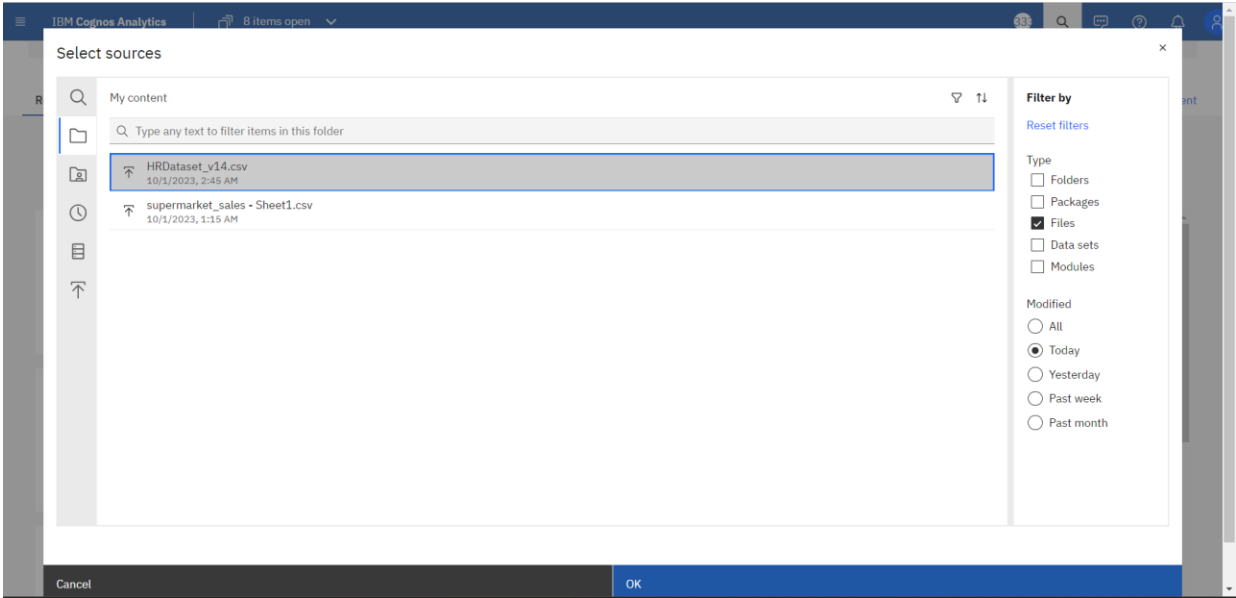 IBM Cognos Analytics
8 items open
333
Select sources
My content
Type any text to filter items in this folder
HRDataset_v14.csv
10/1/2023, 2:45 AM
supermarket_sales - Sheet1.csv
10/1/2023, 1:15 AM
Filter by
Reset filters
Type
Folders
Packages
Files
Data sets
Modules
Modified
All
Today
Yesterday
Past week
Past month
R
ent
Cancel
OK